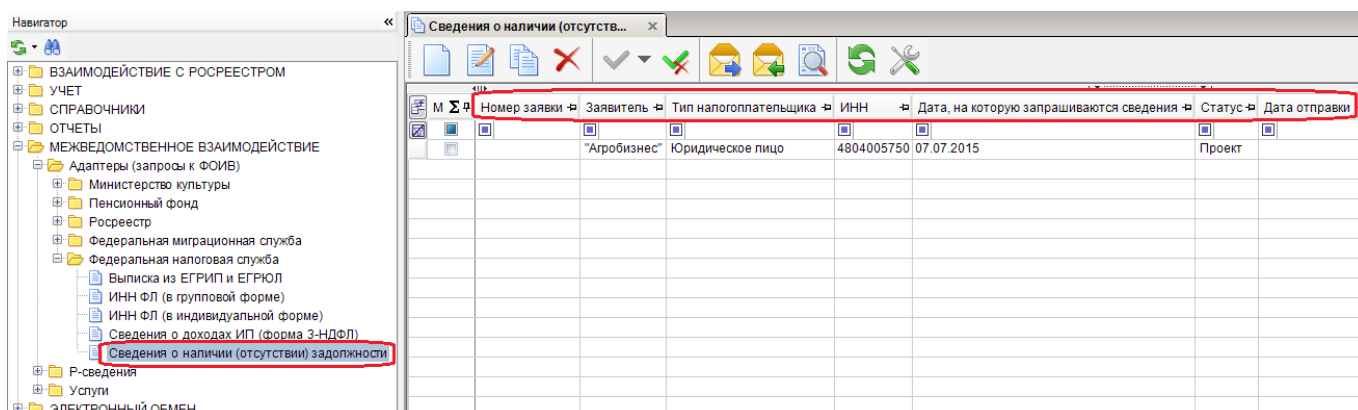 Навигатор
ВЗАИМОДЕЙСТВИЕ С РОСРЕЕСТРОМ
УЧЕТ
СПРАВОЧНИКИ
ОТЧЕТЫ
МЕЖВЕДОМСТВЕННОЕ ВЗАИМОДЕЙСТВИЕ
Адаптеры (запросы к ФОИВ)
Министерство культуры
Пенсионный фонд
Росреестр
Федеральная миграционная служба
Федеральная налоговая служба
Выписка из ЕГРИП и ЕГРЮЛ
ИНН ФЛ (в групповой форме)
ИНН ФЛ (в индивидуальной форме)
Сведения о доходах ИП (форма 3-НДФЛ)
Сведения о наличии (отсутствии) задолжности
Р-сведения
Услуги
ЭЛЕКТРОННЫЙ ОБМЕН
Сведения о наличии (отсутств...
М Σ Номер заявки Заявитель Тип налогоплательщика ИНН Дата, на которую запрашиваются сведения Статус Дата отправки
"Агробизнес" Юридическое лицо 4804005750 07.07.2015 Проект